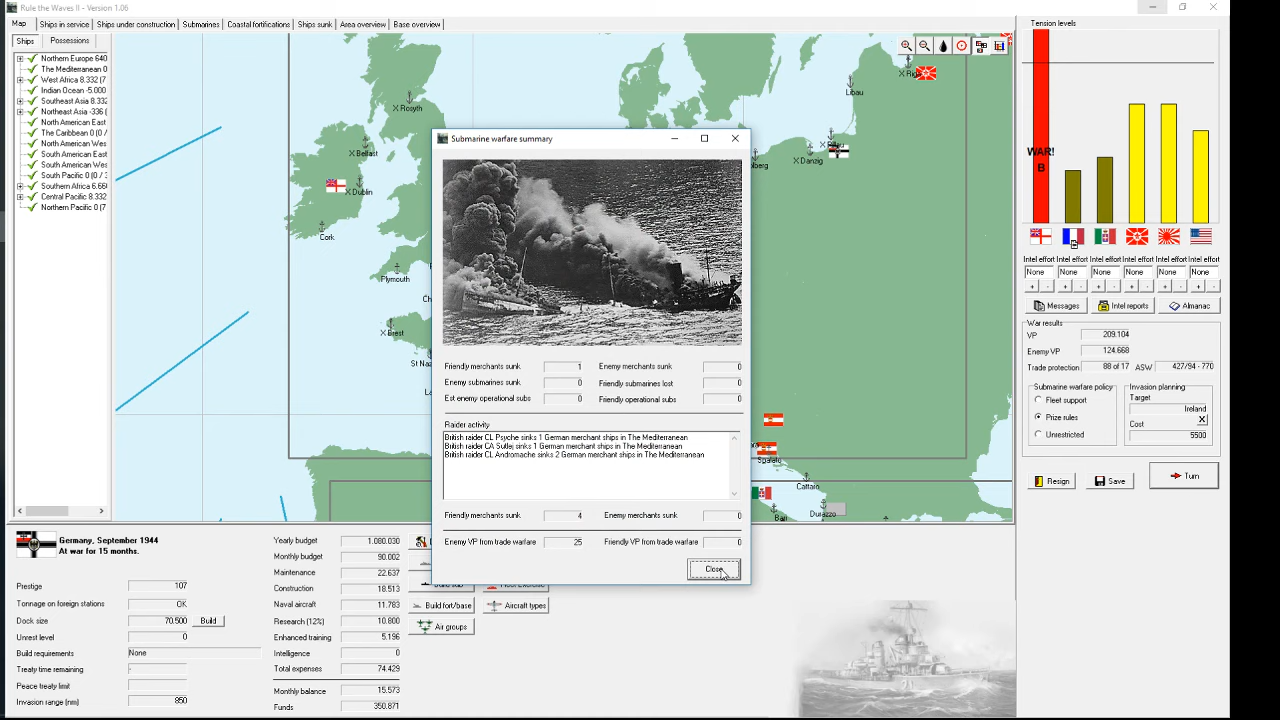 Rule the Waves II - Version 1.06
Map
Ships in service
Ships under construction
Submarines
Coastal fortifications
Ships sunk
Area overview
Base overview
Ships
Possessions
Northern Europe 640
The Mediterranean 0
West Africa 8.332 (7
Indian Ocean -5.000
Southeast Asia 8.332
Northeast Asia -336 (
North American East
The Caribbean 0 (0 /
North American West
South American East
South American Wes
South Pacific 0 (0 / 3
Southern Africa 6.66
Central Pacific 8.332
Northern Pacific 0 (7
Rosyth
Belfast
Dublin
Cork
Plymouth
Brest
St Na
Libau
Danzig
Spalato
Cattaro
Durazzo
Bari
Submarine warfare summary
Friendly merchants sunk 1
Enemy merchants sunk 0
Enemy submarines sunk 0
Friendly submarines lost 0
Est enemy operational subs 0
Friendly operational subs 0
Raider activity
British raider CL Psyche sinks 1 German merchant ships in The Mediterranean
British raider CA Sutlej sinks 1 German merchant ships in The Mediterranean
British raider CL Andromache sinks 2 German merchant ships in The Mediterranean
Friendly merchants sunk 4
Enemy merchants sunk 0
Enemy VP from trade warfare 25
Friendly VP from trade warfare 0
Close
Tension levels
WAR!
B
Intel effort Intel effort Intel effort Intel effort Intel effort Intel effort
None None None None None None
+ - + - + - + - + - + -
Messages
Intel reports
Almanac
War results
VP 209.104
Enemy VP 124.668
Trade protection 88 of 17 ASW 427/94 - 770
Submarine warfare policy
Fleet support
Prize rules
Unrestricted
Invasion planning
Target
Ireland
Cost X
5500
Resign
Save
Turn
Germany, September 1944
At war for 15 months.
Prestige 107
Tonnage on foreign stations OK
Dock size 70.500 Build
Unrest level 0
Build requirements None
Treaty time remaining -
Peace treaty limit
Invasion range (nm) 850
Yearly budget 1.080.030
Monthly budget 90.002
Maintenance 22.637
Construction 18.513
Naval aircraft 11.783
Research (12%) 10.800
Enhanced training 5.196
Intelligence 0
Total expenses 74.429
Monthly balance 15.573
Funds 350.871
Build fort/base
Aircraft types
Air groups